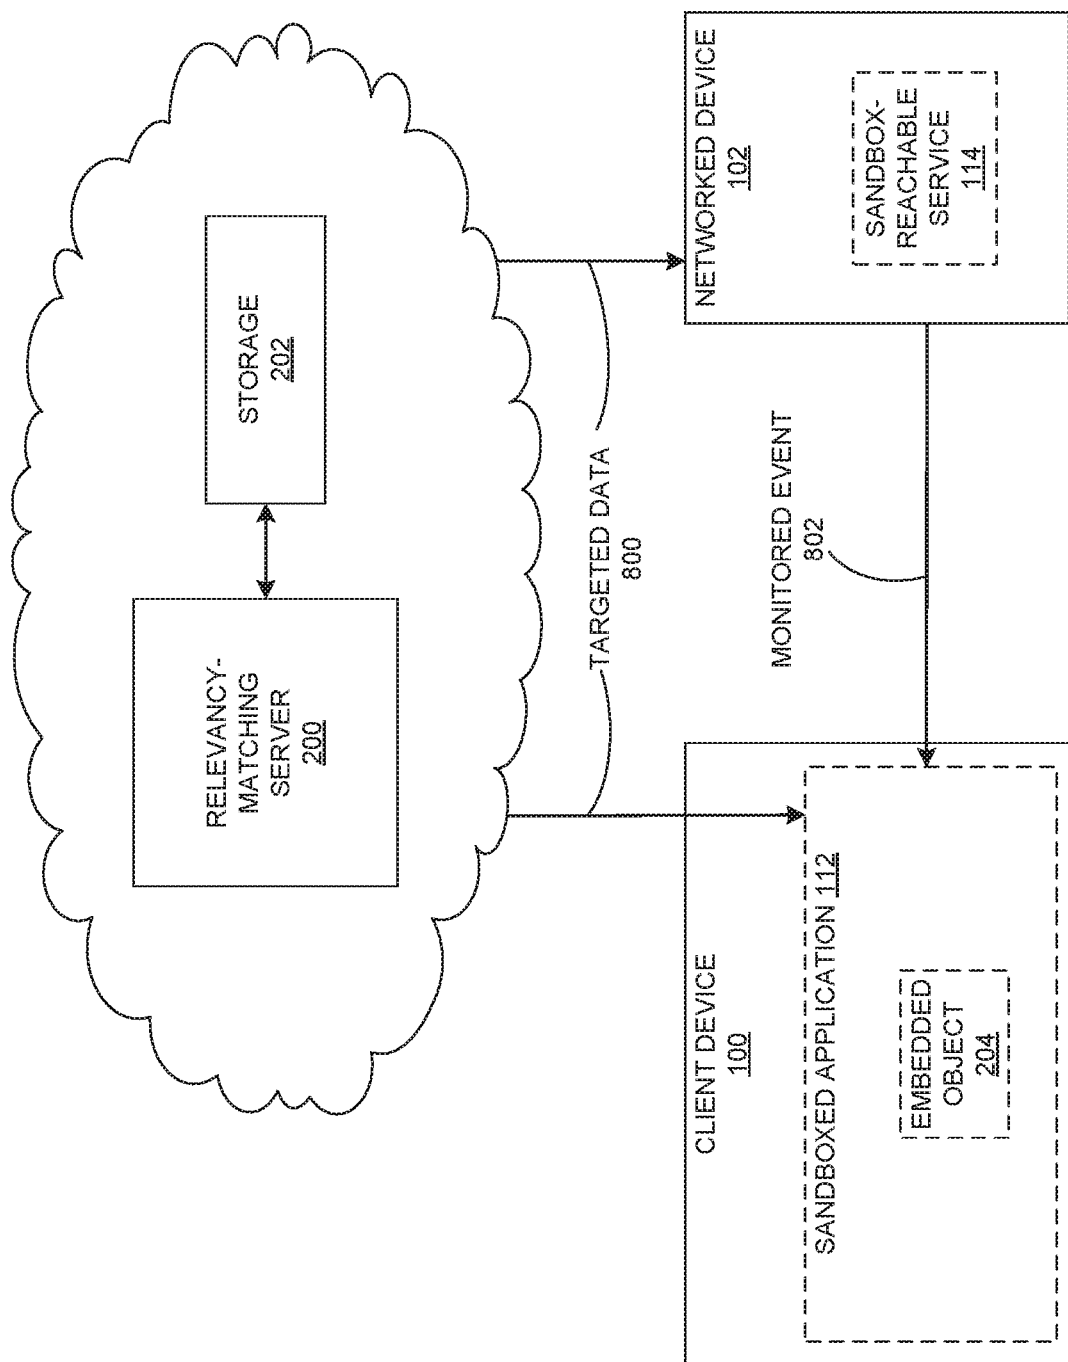 RELEVANCY-
MATCHING
SERVER
200
STORAGE
202
TARGETED DATA
800
CLIENT DEVICE
100
SANDBOXED APPLICATION 112
EMBEDDED
OBJECT
204
MONITORED EVENT
802
NETWORKED DEVICE
102
SANDBOX-
REACHABLE
SERVICE
114